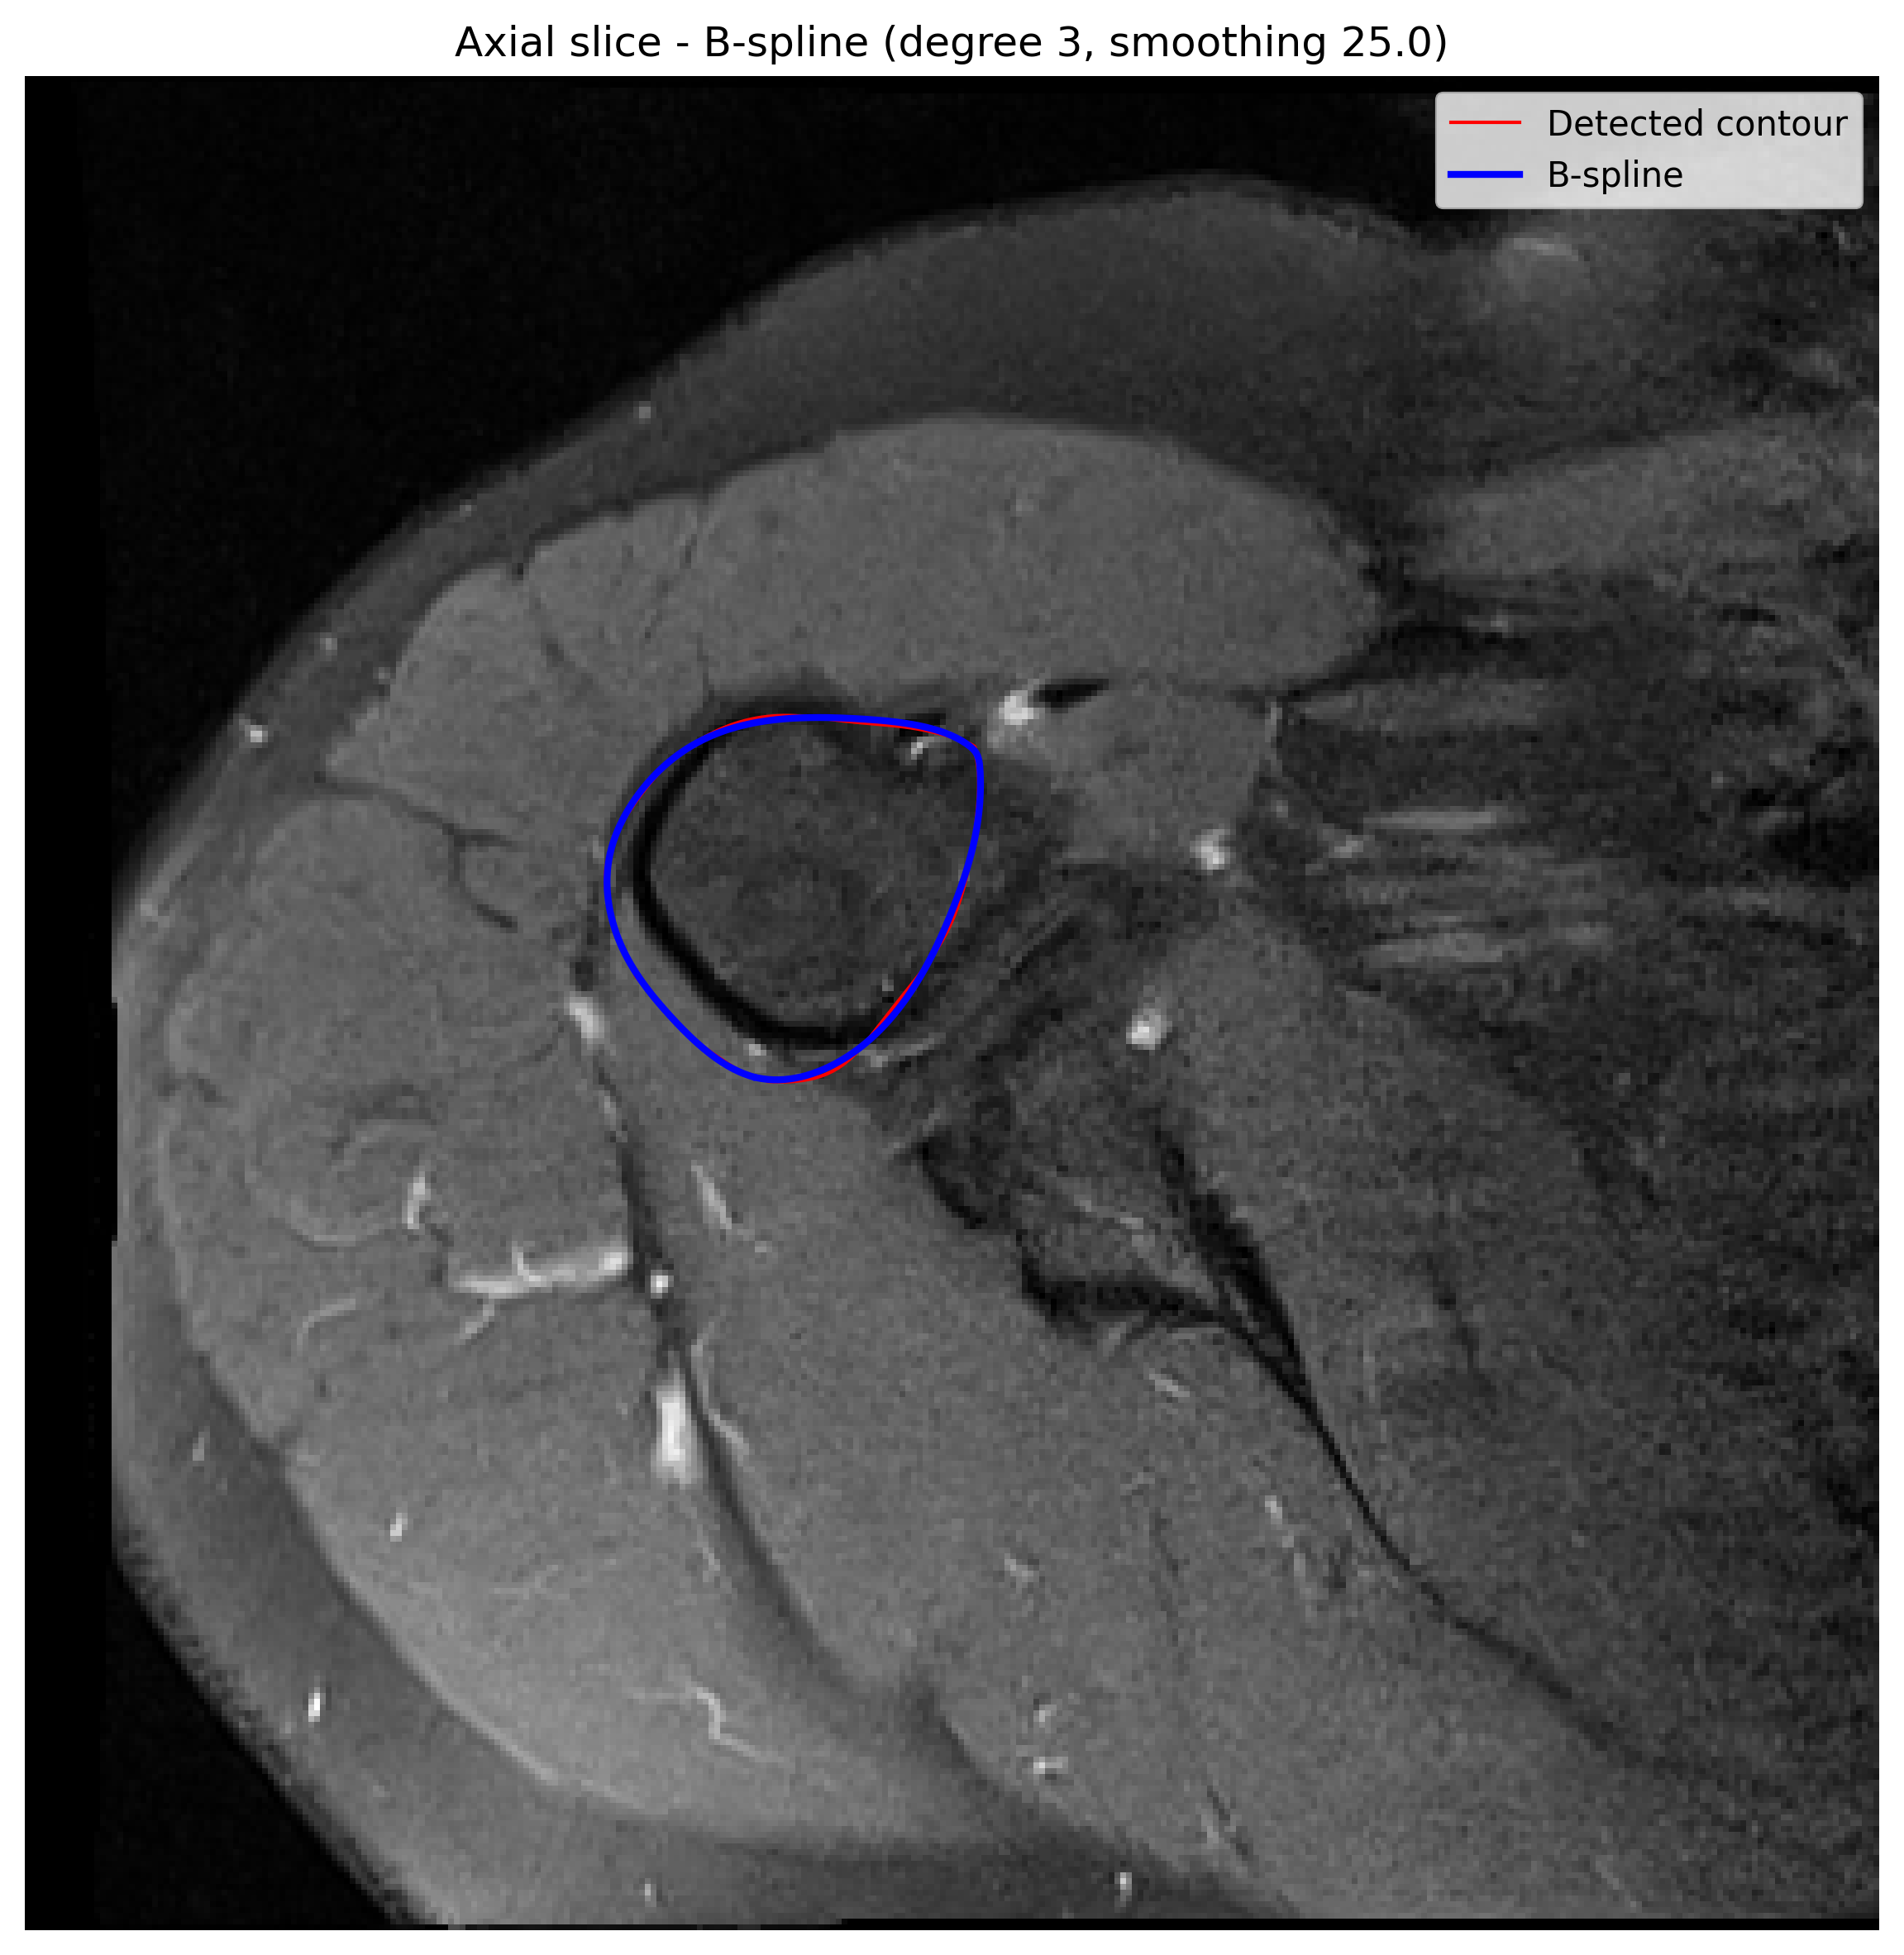 Axial slice - B-spline (degree 3, smoothing 25.0)
Detected contour
B-spline